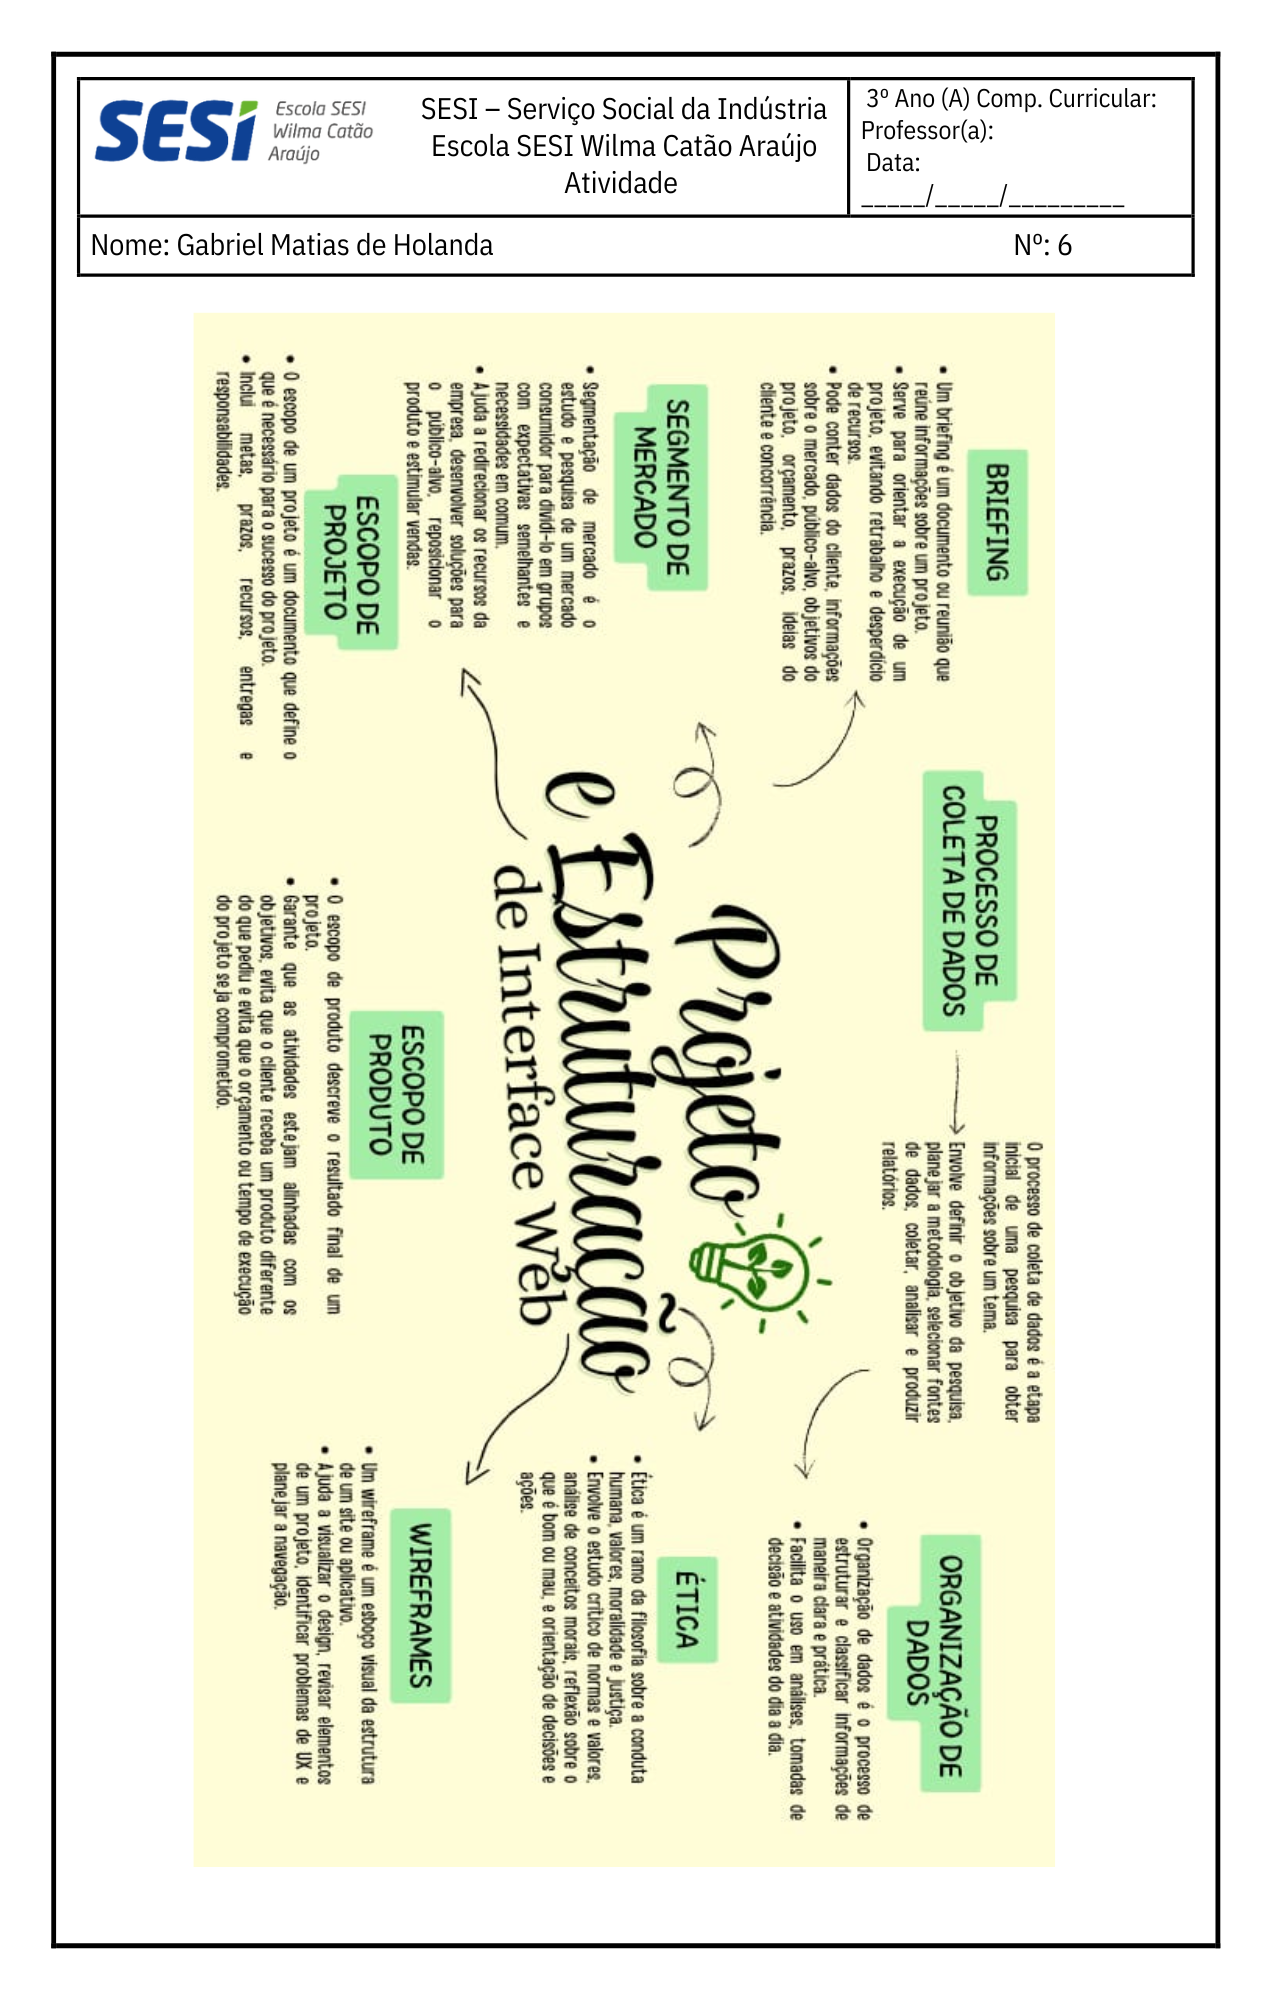 SESI
Escola SESI
Wilma Catão
Araújo
SESI – Serviço Social da Indústria
Escola SESI Wilma Catão Araújo
Atividade
3º Ano (A) Comp. Curricular:
Professor(a):
Data:
_____/_____/_________
Nome: Gabriel Matias de Holanda
Nº: 6
BRIEFING
• Um briefing é um documento ou reunião que
reúne informações sobre um projeto.
• Serve para orientar a execução de um
projeto, evitando retrabalho e desperdício
de recursos.
• Pode conter dados do cliente, informações
sobre o mercado, público-alvo, objetivos do
projeto, orçamento, prazos, ideias do
cliente e concorrência.
PROCESSO DE
COLETA DE DADOS
O processo de coleta de dados é a etapa
inicial de uma pesquisa para obter
informações sobre um tema.
Envolve definir o objetivo da pesquisa,
planejar a metodologia, selecionar fontes
de dados, coletar, analisar e produzir
relatórios.
ORGANIZAÇÃO DE
DADOS
• Organização de dados é o processo de
estruturar e classificar informações de
maneira clara e prática.
• Facilita o uso em análises, tomadas de
decisão e atividades do dia a dia.
SEGMENTO DE
MERCADO
• Segmentação de mercado é o
estudo e pesquisa de um mercado
consumidor para dividi-lo em grupos
com expectativas semelhantes e
necessidades em comum.
• Ajuda a redirecionar os recursos da
empresa, desenvolver soluções para
o público-alvo, reposicionar o
produto e estimular vendas.
Projeto
e Estruturação
de Interface Web
ÉTICA
• Ética é um ramo da filosofia sobre a conduta
humana, valores, moralidade e justiça.
• Envolve o estudo crítico de normas e valores,
análise de conceitos morais, reflexão sobre o
que é bom ou mau, e orientação de decisões e
ações.
ESCOPO DE
PROJETO
• O escopo de um projeto é um documento que define o
que é necessário para o sucesso do projeto.
• Inclui metas, prazos, recursos, entregas e
responsabilidades.
ESCOPO DE
PRODUTO
• O escopo de produto descreve o resultado final de um
projeto.
• Garante que as atividades estejam alinhadas com os
objetivos, evita que o cliente receba um produto diferente
do que pediu e evita que o orçamento ou tempo de execução
do projeto seja comprometido.
WIREFRAMES
• Um wireframe é um esboço visual da estrutura
de um site ou aplicativo.
• Ajuda a visualizar o design, revisar elementos
de um projeto, identificar problemas de UX e
planejar a navegação.